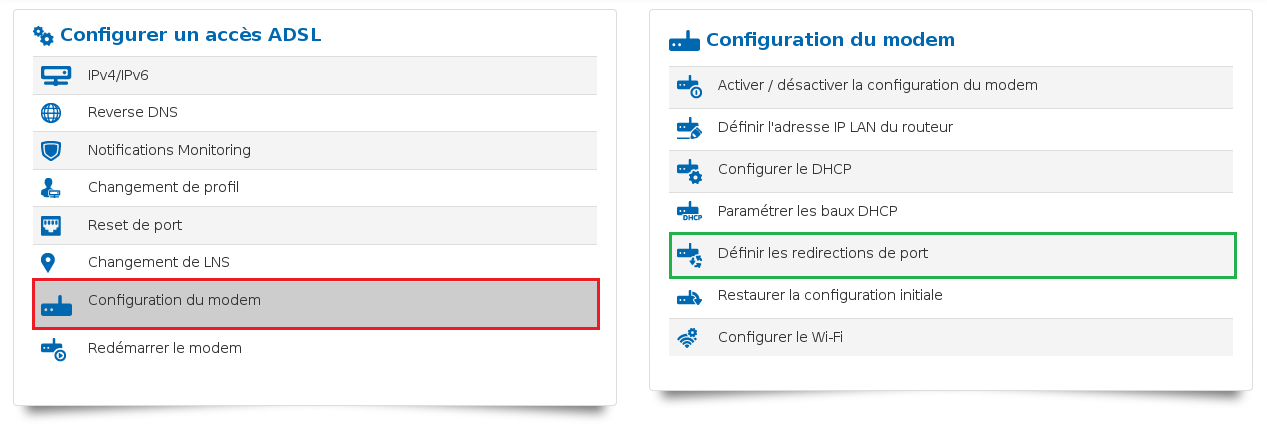 Configurer un accès ADSL
IPv4/IPv6
Reverse DNS
Notifications Monitoring
Changement de profil
Reset de port
Changement de LNS
Configuration du modem
Redémarrer le modem
Configuration du modem
Activer / désactiver la configuration du modem
Définir l'adresse IP LAN du routeur
Configurer le DHCP
Paramétrer les baux DHCP
DHCP
Définir les redirections de port
Restaurer la configuration initiale
Configurer le Wi-Fi